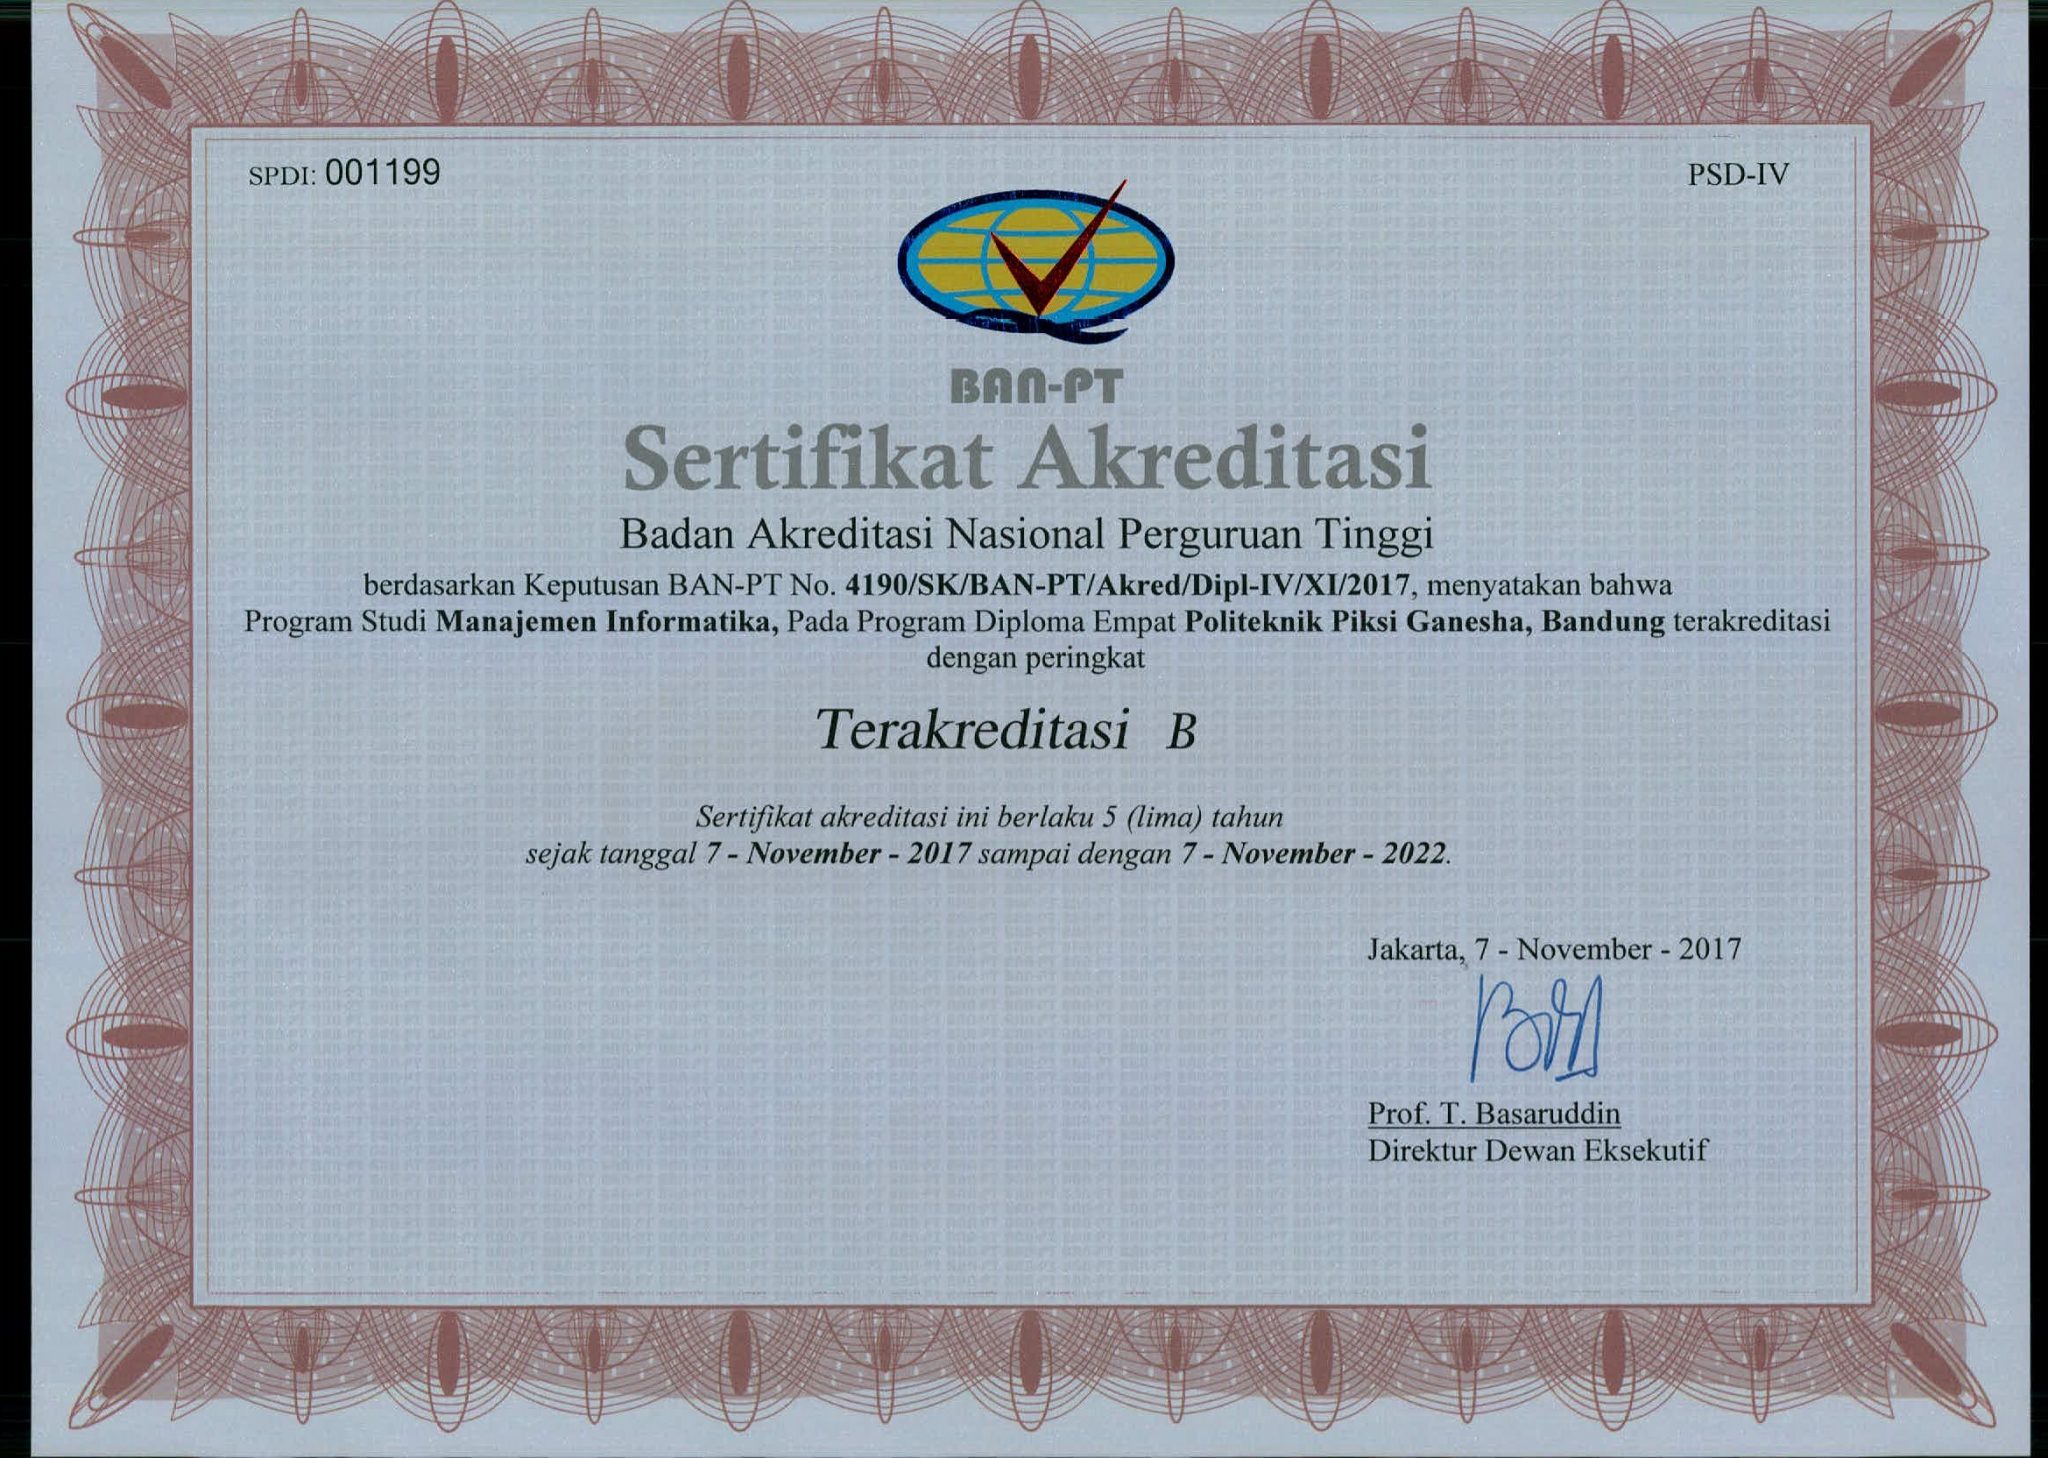 SPDI: 001199
PSD-IV
BAN-PT
Sertifikat Akreditasi
Badan Akreditasi Nasional Perguruan Tinggi
berdasarkan Keputusan BAN-PT No. 4190/SK/BAN-PT/Akred/Dipl-IV/XI/2017, menyatakan bahwa
Program Studi Manajemen Informatika, Pada Program Diploma Empat Politeknik Piksi Ganesha, Bandung terakreditasi
dengan peringkat
Terakreditasi B
Sertifikat akreditasi ini berlaku 5 (lima) tahun
sejak tanggal 7 - November - 2017 sampai dengan 7 - November - 2022.
Jakarta, 7 - November - 2017
Prof. T. Basaruddin
Direktur Dewan Eksekutif